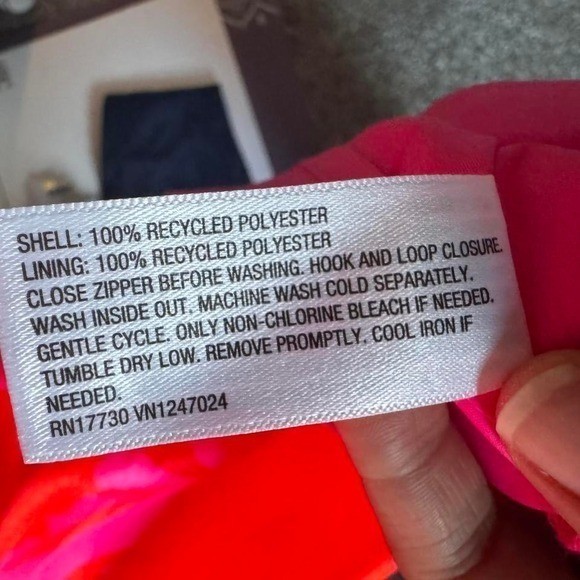 SHELL: 100% RECYCLED POLYESTER
LINING: 100% RECYCLED POLYESTER
CLOSE ZIPPER BEFORE WASHING. HOOK AND LOOP CLOSURE.
WASH INSIDE OUT. MACHINE WASH COLD SEPARATELY.
GENTLE CYCLE. ONLY NON-CHLORINE BLEACH IF NEEDED.
TUMBLE DRY LOW. REMOVE PROMPTLY. COOL IRON IF
NEEDED.
RN17730 VN1247024